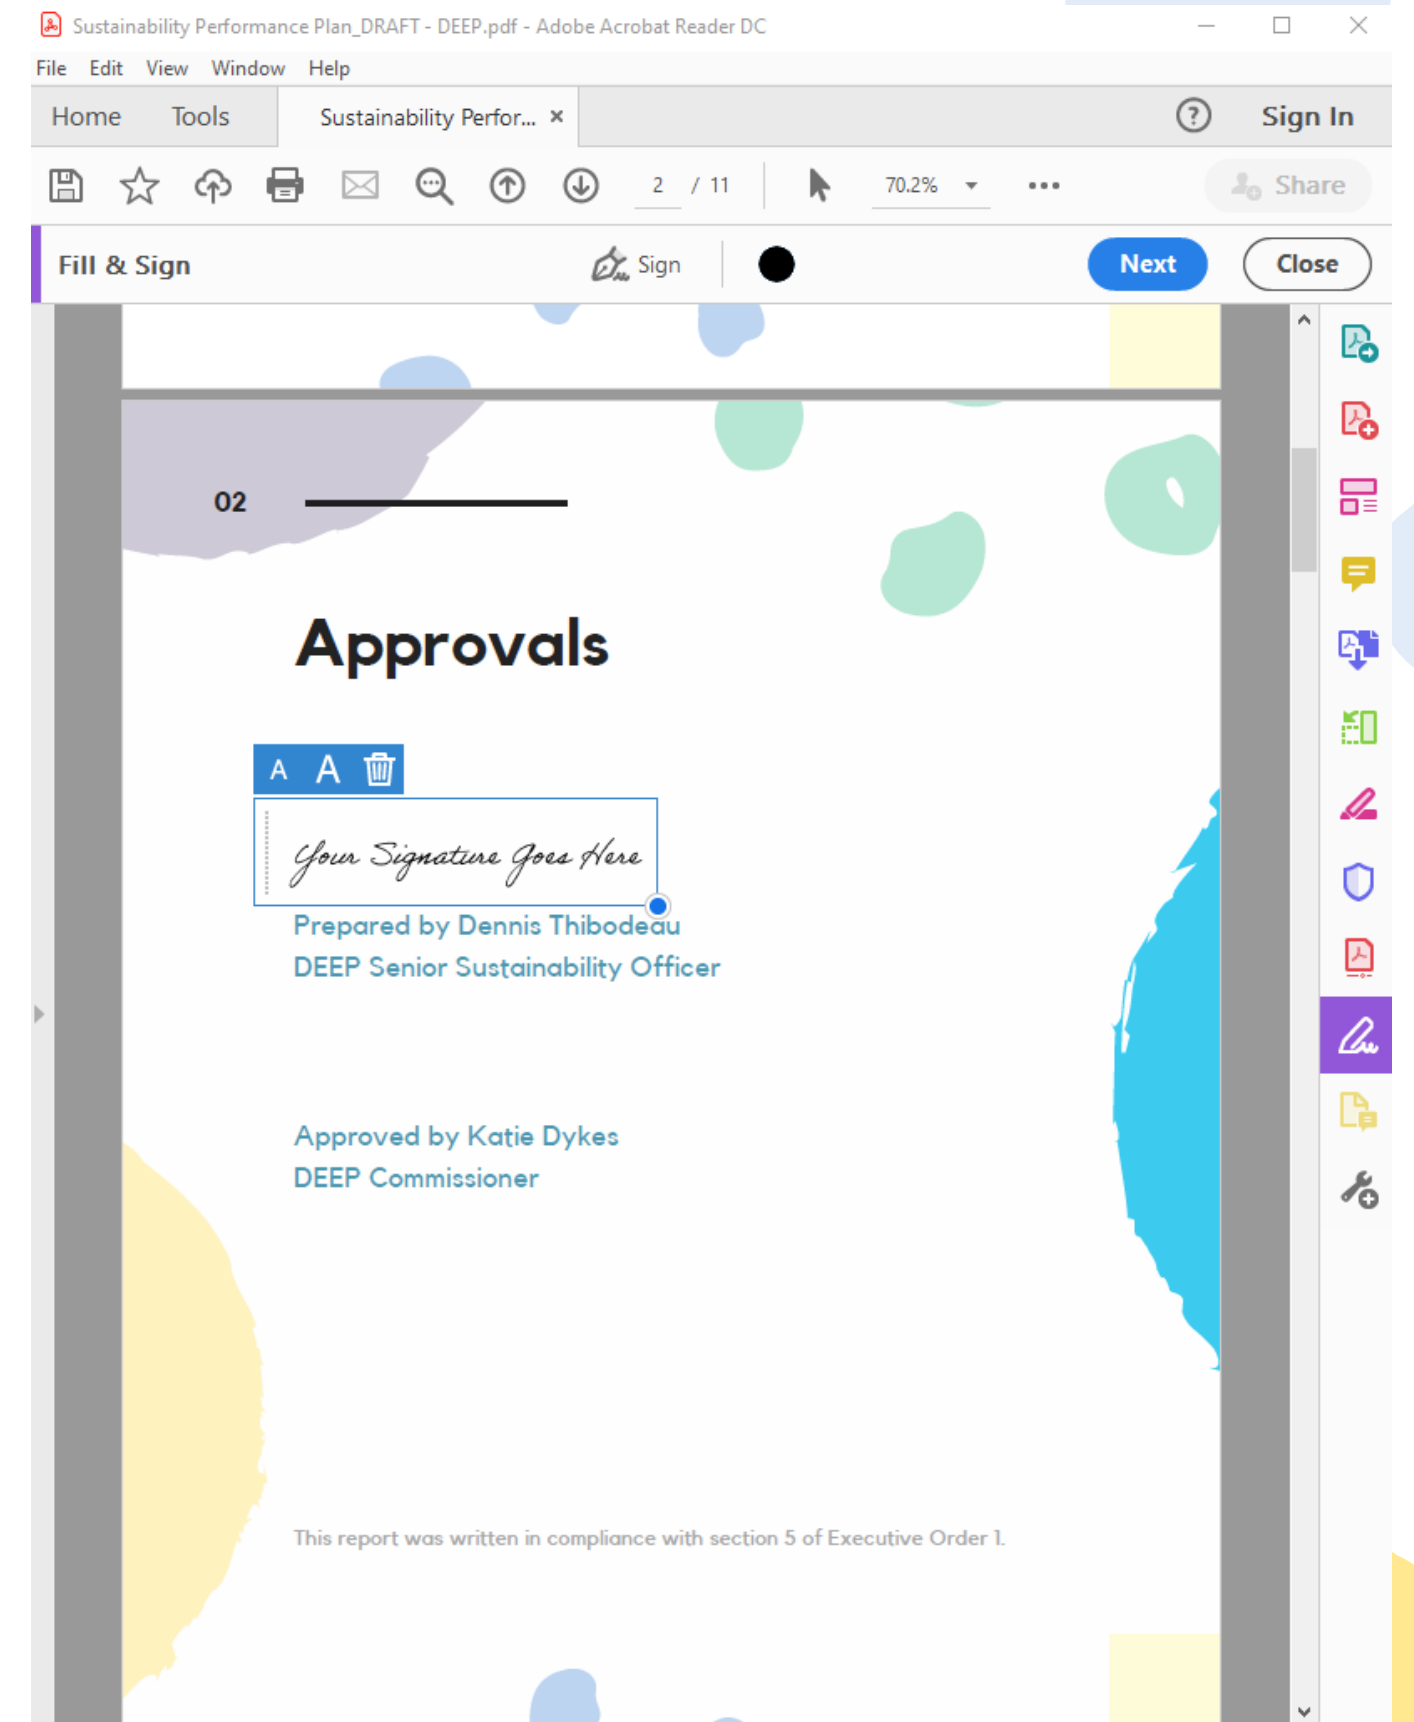 Sustainability Performance Plan_DRAFT - DEEP.pdf - Adobe Acrobat Reader DC
File Edit View Window Help
Home Tools Sustainability Perfor... × ? Sign In
2 / 11 70.2% Share
Fill & Sign Sign Next Close
02
Approvals
A A
Your Signature Goes Here
Prepared by Dennis Thibodeau
DEEP Senior Sustainability Officer
Approved by Katie Dykes
DEEP Commissioner
This report was written in compliance with section 5 of Executive Order 1.